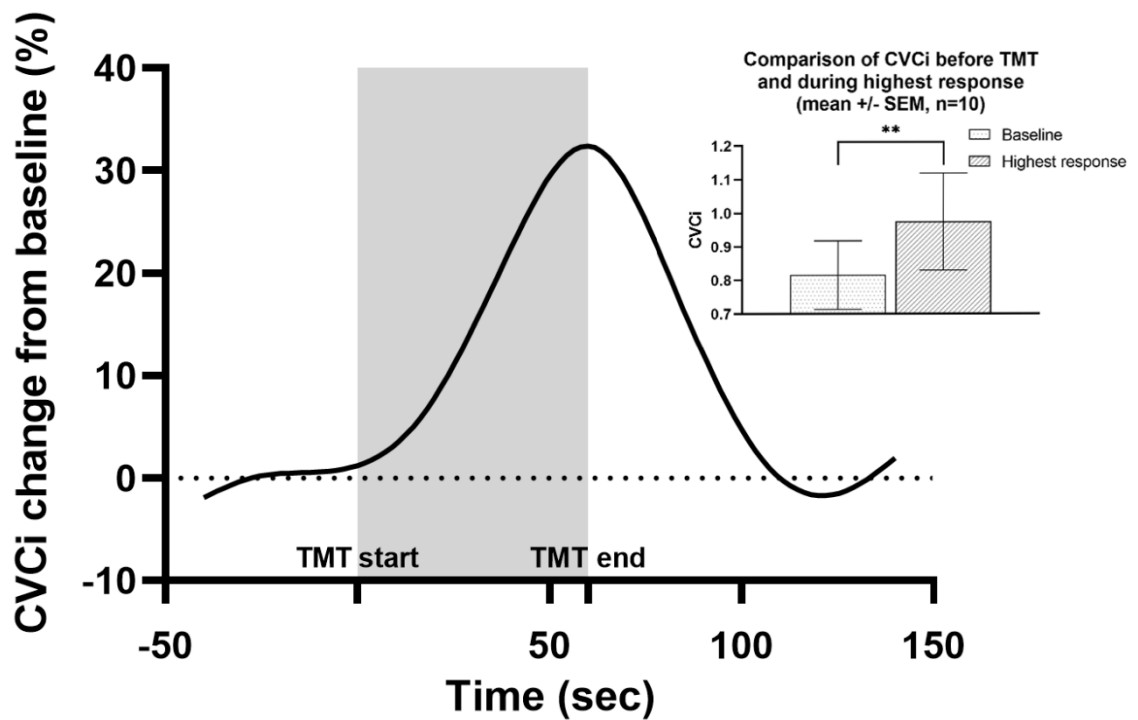 CVCi change from baseline (%)
40
30
20
10
0
-10
TMT start
TMT end
-50
50
100
150
Time (sec)
Comparison of CVCi before TMT
and during highest response
(mean +/- SEM, n=10)
**
Baseline
Highest response
CVCi
1.2
1.1
1.0
0.9
0.8
0.7